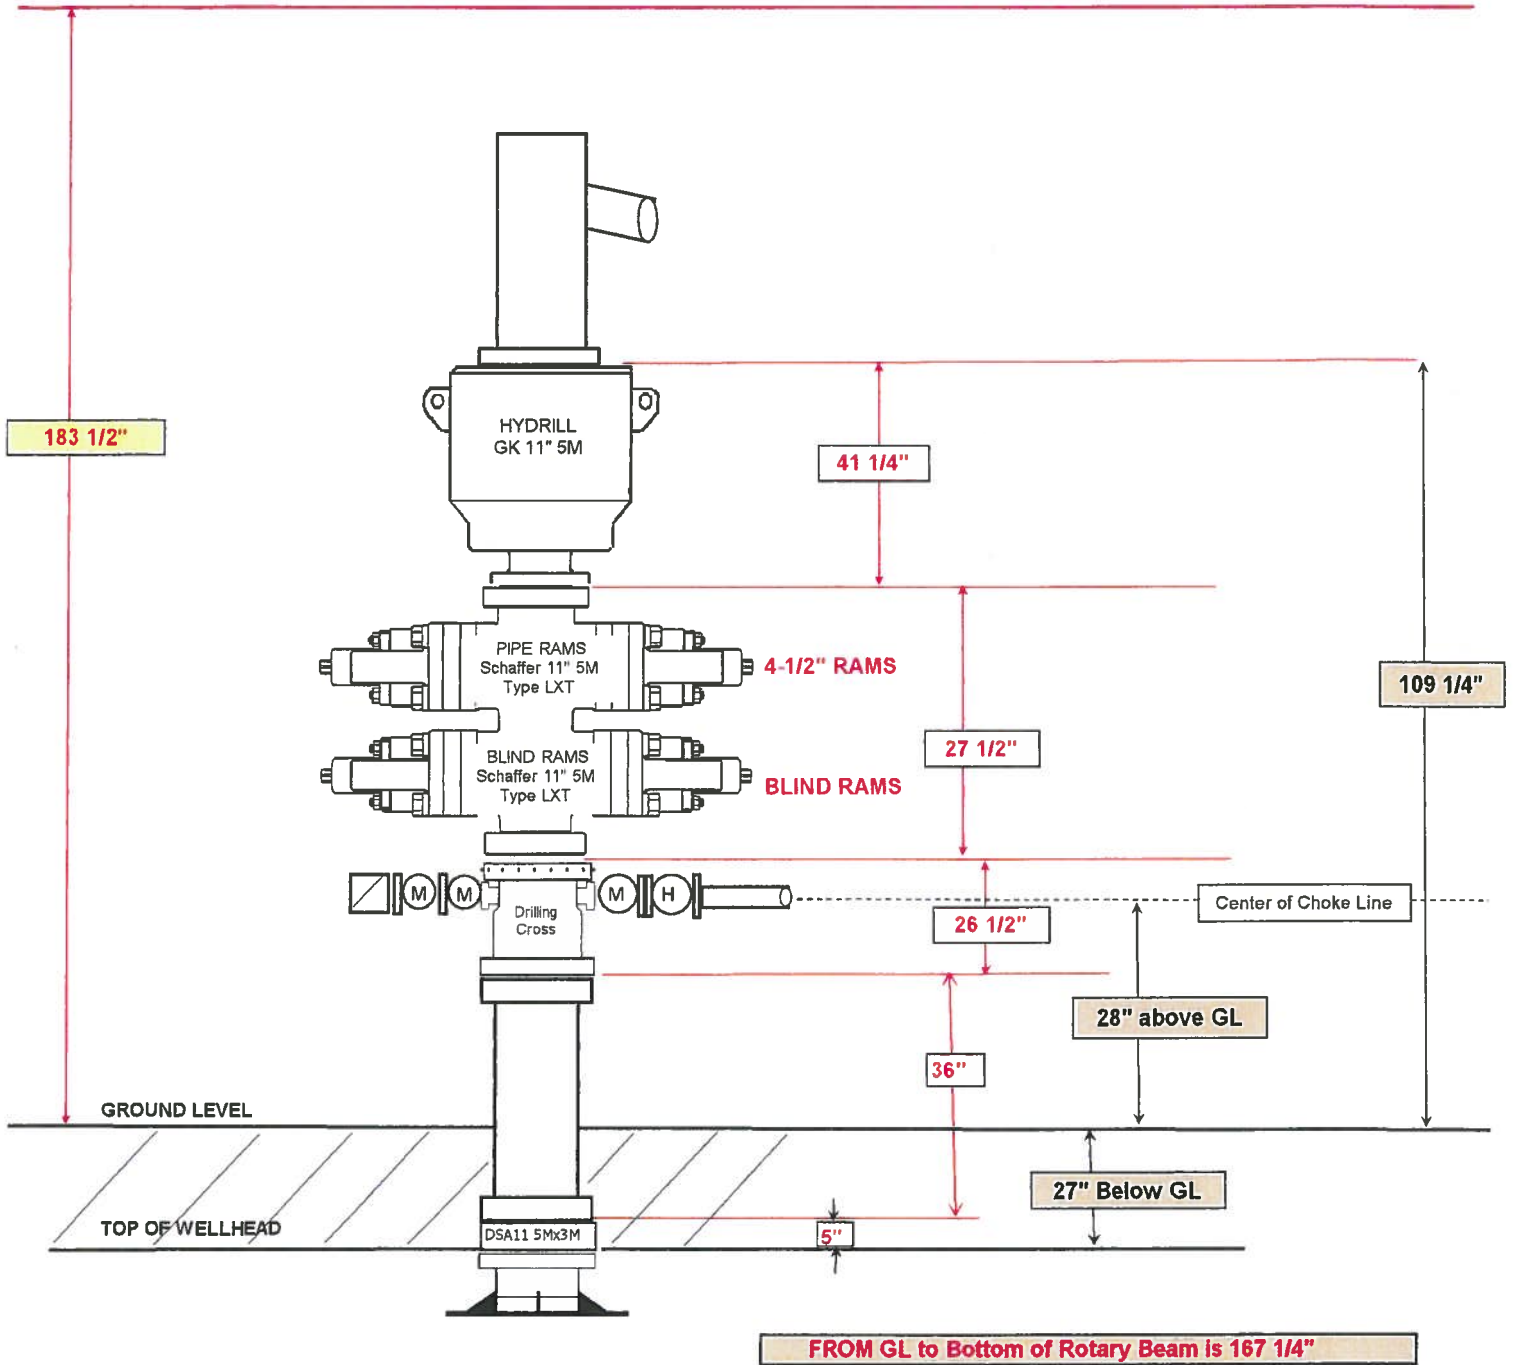 183 1/2"
HYDRILL
GK 11" 5M
41 1/4"
PIPE RAMS
Schaffer 11" 5M
Type LXT
4-1/2" RAMS
109 1/4"
27 1/2"
BLIND RAMS
Schaffer 11" 5M
Type LXT
BLIND RAMS
M M M H
Center of Choke Line
Drilling
Cross
26 1/2"
28" above GL
36"
GROUND LEVEL
27" Below GL
TOP OF WELLHEAD
DSA11 5Mx3M
5"
FROM GL to Bottom of Rotary Beam is 167 1/4"